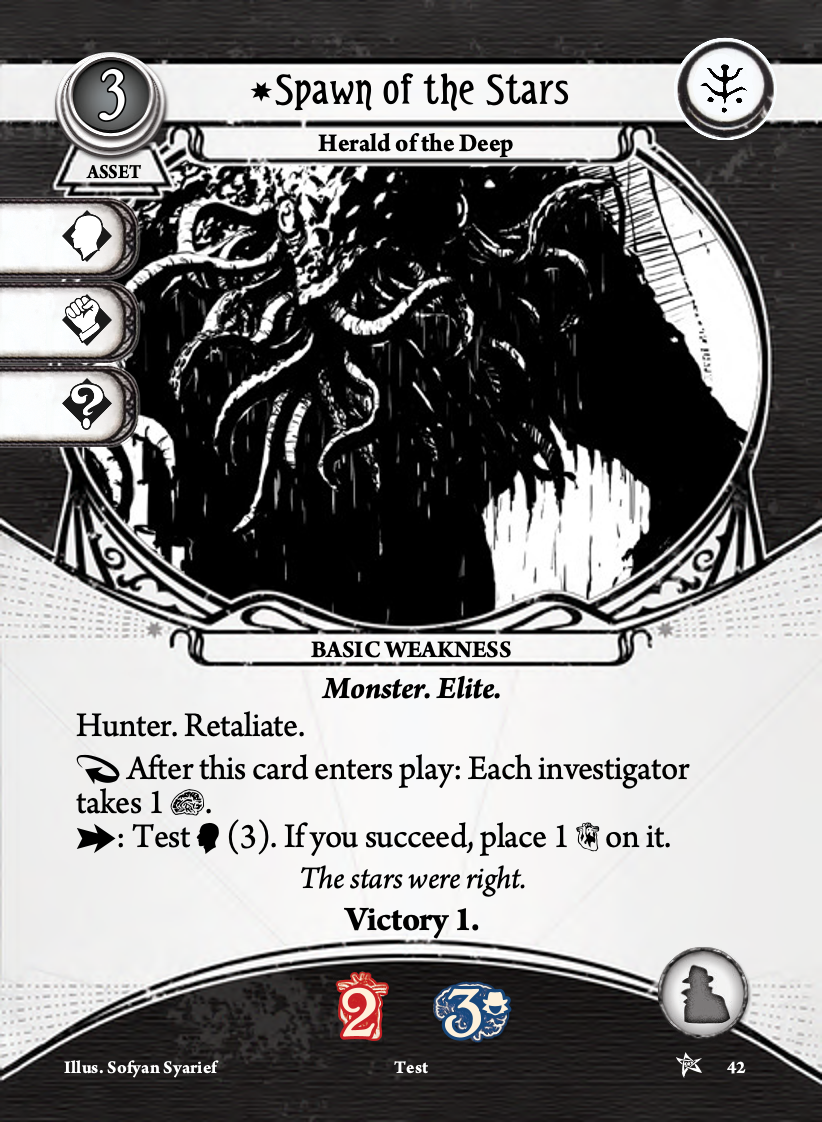 3
Spawn of the Stars
Herald of the Deep
ASSET
?
BASIC WEAKNESS
Monster. Elite.
Hunter. Retaliate.
After this card enters play: Each investigator
takes 1 .
: Test (3). If you succeed, place 1 on it.
The stars were right.
Victory 1.
2 3
Illus. Sofyan Syarief Test 42